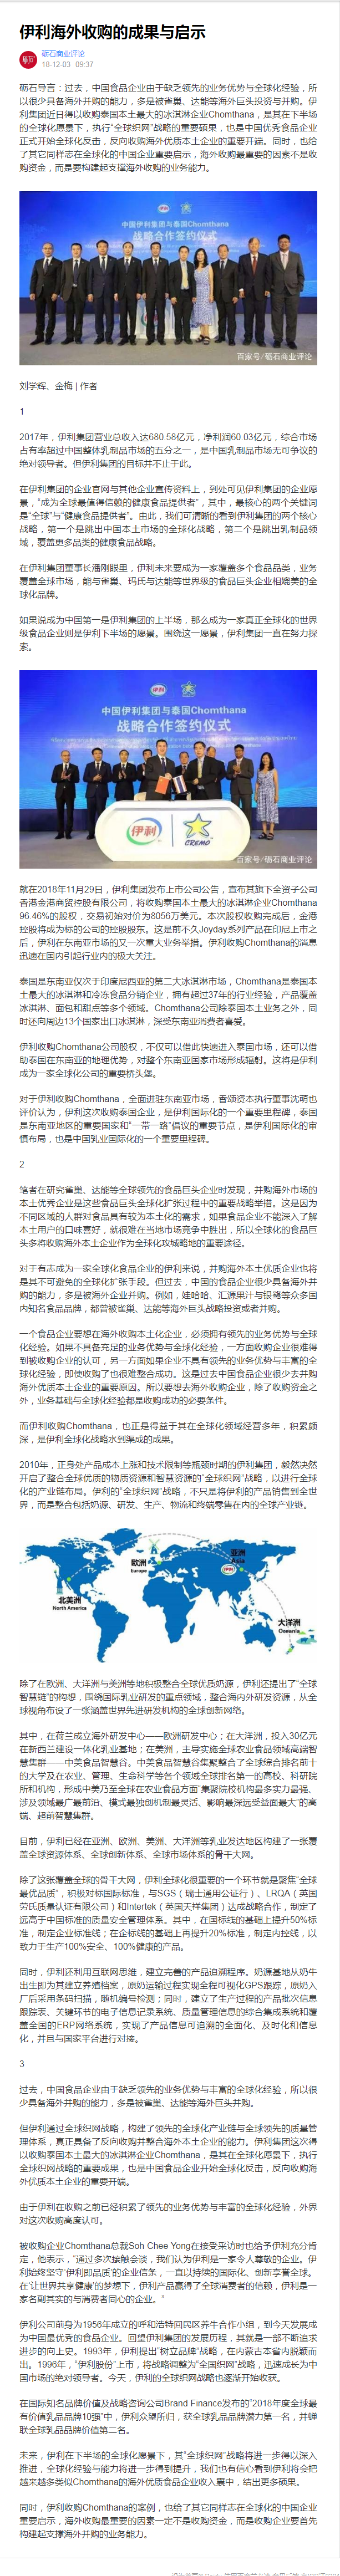 伊利海外收购的成果与启示
砺石商业评论
18-12-03 09:37
砺石导言：过去，中国食品企业由于缺乏领先的业务优势与全球化经验，所
以很少具备海外并购的能力，多是被雀巢、达能等海外巨头投资与并购。伊
利集团近日得以收购泰国本土最大的冰淇淋企业Chomthana，是其在下半场
的全球化愿景下，执行“全球织网”战略的重要硕果，也是中国优秀食品企业
正式开始全球化反击，反向收购海外优质本土企业的重要开端。同时，也给
了其它同样志在全球化的中国企业重要启示，海外收购最重要的因素不是收
购资金，而是要构建起支撑海外收购的业务能力。
中国伊利集团与泰国Chomthana
战略合作签约仪式
百家号/砺石商业评论
刘学辉、金梅 | 作者
1
2017年，伊利集团营业总收入达680.58亿元，净利润60.03亿元，综合市场
占有率超过中国整体乳制品市场的五分之一，是中国乳制品市场无可争议的
绝对领导者。但伊利集团的目标并不止于此。
在伊利集团的企业官网与其他企业宣传资料上，到处可见伊利集团的企业愿
景，“成为全球最值得信赖的健康食品提供者”，其中，最核心的两个关键词
是“全球”与“健康食品提供者”。由此，我们可清晰的看到伊利集团的两个核心
战略，第一个是跳出中国本土市场的全球化战略，第二个是跳出乳制品领
域，覆盖更多品类的健康食品战略。
在伊利集团董事长潘刚眼里，伊利未来要成为一家覆盖多个食品品类，业务
覆盖全球市场，能与雀巢、玛氏与达能等世界级的食品巨头企业相媲美的全
球化品牌。
如果说成为中国第一是伊利集团的上半场，那么成为一家真正全球化的世界
级食品企业则是伊利下半场的愿景。围绕这一愿景，伊利集团一直在努力探
索。
中国伊利集团与泰国Chomthana
战略合作签约仪式
伊利
CREMO
百家号/砺石商业评论
就在2018年11月29日，伊利集团发布上市公司公告，宣布其旗下全资子公司
香港金港商贸控股有限公司，将收购泰国本土最大的冰淇淋企业Chomthana
96.46%的股权，交易初始对价为8056万美元。本次股权收购完成后，金港
控股将成为标的公司的控股股东。这是前不久Joyday系列产品在印尼上市之
后，伊利在东南亚市场的又一次重大业务举措。伊利收购Chomthana的消息
迅速在国内引起行业内的极大关注。
泰国是东南亚仅次于印度尼西亚的第二大冰淇淋市场，Chomthana是泰国本
土最大的冰淇淋和冷冻食品分销企业，拥有超过37年的行业经验，产品覆盖
冰淇淋、面包和甜点等多个领域。Chomthana公司除泰国本土业务之外，同
时还向周边13个国家出口冰淇淋，深受东南亚消费者喜爱。
伊利收购Chomthana公司股权，不仅可以借此快速进入泰国市场，还可以借
助泰国在东南亚的地理优势，对整个东南亚国家市场形成辐射。这将是伊利
成为一家全球化公司的重要桥头堡。
对于伊利收购Chomthana，全面进驻东南亚市场，香颂资本执行董事沈萌也
评价认为，伊利这次收购泰国企业，是伊利国际化的一个重要里程碑，泰国
是东南亚地区的重要国家和“一带一路”倡议的重要节点，是伊利国际化的审
慎布局，也是中国乳业国际化的一个重要里程碑。
2
笔者在研究雀巢、达能等全球领先的食品巨头企业时发现，并购海外市场的
本土优秀企业是这些食品巨头全球化扩张过程中的重要战略举措。这是因为
不同区域的人群对食品具有较为本土化的需求，如果食品企业不能深入了解
本土用户的口味喜好，就很难在当地市场竞争中胜出，所以全球化的食品巨
头多将收购海外本土企业作为全球化攻城略地的重要途径。
对于有志成为一家全球化食品企业的伊利来说，并购海外本土优质企业也将
是其不可避免的全球化扩张手段。但过去，中国的食品企业很少具备海外并
购的能力，多是被海外企业并购。例如，娃哈哈、汇源果汁与银鹭等众多国
内知名食品品牌，都曾被雀巢、达能等海外巨头战略投资或者并购。
一个食品企业要想在海外收购本土化企业，必须拥有领先的业务优势与全球
化经验。如果不具备充足的业务优势与全球化经验，一方面收购企业很难得
到被收购企业的认可，另一方面如果企业不具有领先的业务优势与丰富的全
球化经验，即使收购了也很难整合成功。这是过去中国食品企业很少去并购
海外优质本土企业的重要原因。所以要想去海外收购企业，除了收购资金之
外，业务基础与全球化经验都是收购成功的必要条件。
而伊利收购Chomthana，也正是得益于其在全球化领域经营多年，积累颇
深，是伊利全球化战略水到渠成的成果。
2010年，正身处产品成本上涨和技术限制等瓶颈时期的伊利集团，毅然决然
开启了整合全球优质的物质资源和智慧资源的“全球织网”战略，以进行全球
化的产业链布局。伊利的“全球织网”战略，不只是将伊利的产品销售到全世
界，而是整合包括奶源、研发、生产、物流和终端零售在内的全球产业链。
欧洲
Europe
亚洲
Asia
伊利
北美洲
North America
大洋洲
Oceania
除了在欧洲、大洋洲与美洲等地积极整合全球优质奶源，伊利还提出了“全球
智慧链”的构想，围绕国际乳业研发的重点领域，整合海内外研发资源，从全
球视角布设了一张涵盖世界先进研发机构的全球创新网络。
其中，在荷兰成立海外研发中心——欧洲研发中心；在大洋洲，投入30亿元
在新西兰建设一体化乳业基地；在美洲，主导实施全球农业食品领域高端智
慧集群——中美食品智慧谷。中美食品智慧谷集聚整合了全球综合排名前十
的大学及在农业、管理、生命科学等各个领域全球排名第一的高校、科研院
所和机构，形成中美乃至全球在农业食品方面“集聚院校机构最多实力最强、
涉及领域最广最前沿、模式最独创机制最灵活、影响最深远受益面最大”的高
端、超前智慧集群。
目前，伊利已经在亚洲、欧洲、美洲、大洋洲等乳业发达地区构建了一张覆
盖全球资源体系、全球创新体系、全球市场体系的骨干大网。
除了这张覆盖全球的骨干大网，伊利全球化很重要的一个环节就是聚焦“全球
最优品质”，积极对标国际标准，与SGS（瑞士通用公证行）、LRQA（英国
劳氏质量认证有限公司）和Intertek（英国天祥集团）达成战略合作，制定了
远高于中国标准的质量安全管理体系。其中，在国标线的基础上提升50%标
准，制定企业标准线；在企标线的基础上再提升20%标准，制定内控线，以
致力于生产100%安全、100%健康的产品。
同时，伊利还利用互联网思维，建立完善的产品追溯程序。奶源基地从奶牛
出生即为其建立养殖档案，原奶运输过程实现全程可视化GPS跟踪，原奶入
厂后采用条码扫描，随机编号检测；同时，建立了生产过程的产品批次信息
跟踪表、关键环节的电子信息记录系统、质量管理信息的综合集成系统和覆
盖全国的ERP网络系统，实现了产品信息可追溯的全面化、及时化和信息
化，并且与国家平台进行对接。
3
过去，中国食品企业由于缺乏领先的业务优势与丰富的全球化经验，所以很
少具备海外并购的能力，多是被雀巢、达能等海外巨头并购。
但伊利通过全球织网战略，构建了领先的全球化产业链与全球领先的质量管
理体系，真正具备了反向收购并整合海外本土企业的能力。伊利集团这次得
以收购泰国本土最大的冰淇淋企业Chomthana，是其在全球化愿景下，执行
全球织网战略的重要成果，也是中国食品企业开始全球化反击，反向收购海
外优质本土企业的重要开端。
由于伊利在收购之前已经积累了领先的业务优势与丰富的全球化经验，外界
对这次收购高度认可。
被收购企业Chomthana总裁Soh Chee Yong在接受采访时也给予伊利充分肯
定，他表示，“通过多次接触会谈，我们认为伊利是一家令人尊敬的企业。伊
利始终坚守‘伊利即品质’的企业信条，一直以持续的国际化、创新享誉全球。
在‘让世界共享健康’的梦想下，伊利产品赢得了全球消费者的信赖，伊利是一
家名副其实的与消费者同心的企业。”
伊利公司前身为1956年成立的呼和浩特回民区养牛合作小组，到今天发展成
为中国最优秀的食品企业。回望伊利集团的发展历程，其就是一部不断追求
进步的向上史。1993年，伊利提出“树立品牌”战略，在内蒙古本省内脱颖而
出。1996年，“伊利股份”上市，将战略调整为“全国织网”战略，迅速成长为中
国市场的绝对领导者。今天，伊利的全球织网战略也逐渐开始收获。
在国际知名品牌价值及战略咨询公司Brand Finance发布的“2018年度全球最
有价值乳品品牌10强”中，伊利众望所归，获全球乳品品牌潜力第一名，并蝉
联全球乳品品牌价值第二名。
未来，伊利在下半场的全球化愿景下，其“全球织网”战略将进一步得以深入
推进，全球化经验与能力将进一步得到提升，我们也有信心看到伊利将会把
越来越多类似Chomthana的海外优质食品企业收入囊中，结出更多硕果。
同时，伊利收购Chomthana的案例，也给了其它同样志在全球化的中国企业
重要启示，海外收购最重要的因素一定不是收购资金，而是收购企业要首先
构建起支撑海外并购的业务能力。